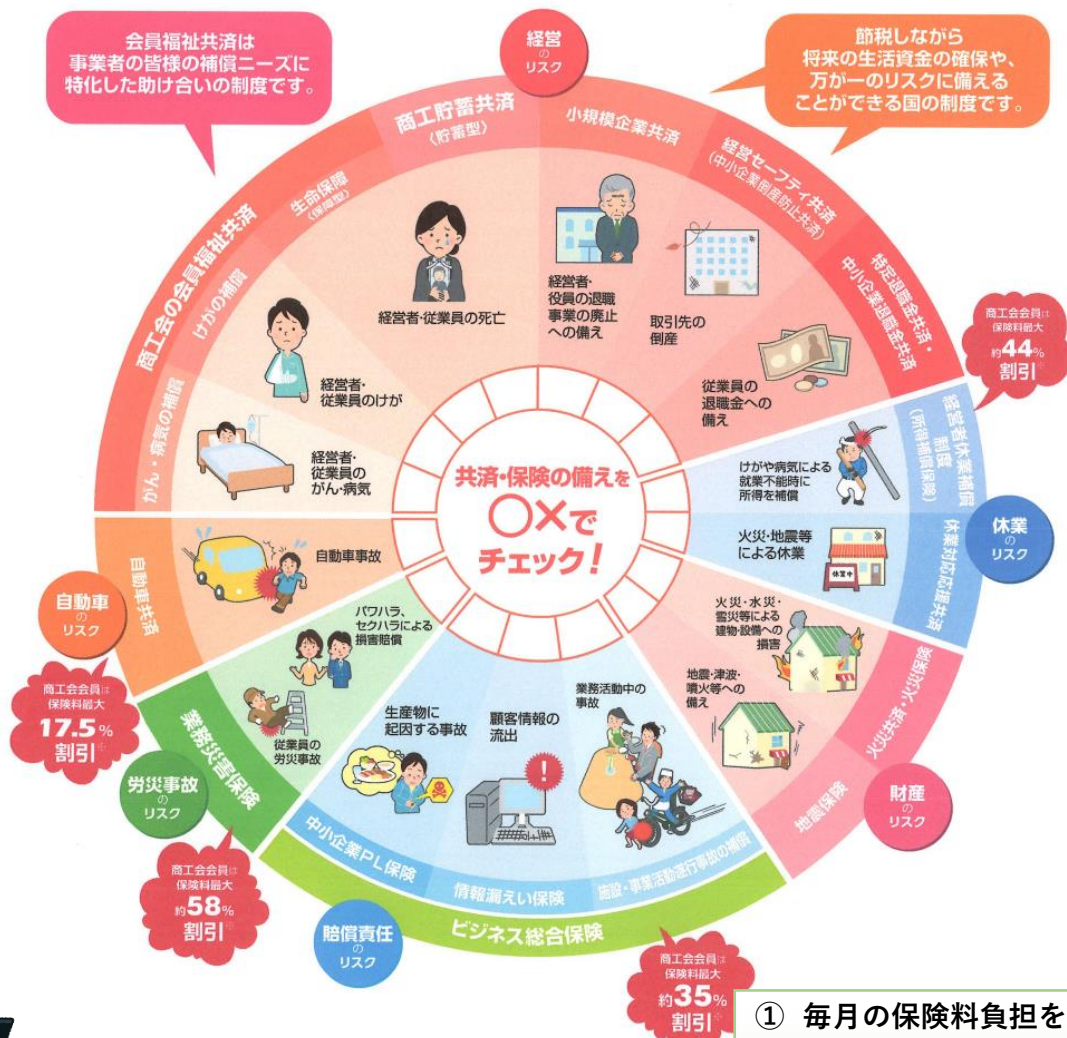 会員福祉共済は
事業者の皆様の補償ニーズに
特化した助け合いの制度です。
経営
の
リスク
節税しながら
将来の生活資金の確保や、
万が一のリスクに備える
ことができる国の制度です。
商工会の会員福祉共済
がん・病気の補償
けがの補償
生命保障
〈保障型〉
商工貯蓄共済
〈貯蓄型〉
小規模企業共済
経営セーフティ共済
(中小企業倒産防止共済)
特定退職金共済・
中小企業退職金共済
経営者・従業員の死亡
経営者・
役員の退職
事業の廃止
への備え
取引先の
倒産
従業員の
退職金への
備え
経営者・
従業員のけが
経営者・
従業員の
がん・病気
商工会会員は
保険料最大
約44%
割引※
経営者休業補償
制度
(所得補償保険)
けがや病気による
就業不能時に
所得を補償
休業
の
リスク
休業対応応援共済
火災・地震等
による休業
休業中
共済・保険の備えを
○×で
チェック!
自動車
の
リスク
自動車共済
自動車事故
商工会会員は
保険料最大
17.5%
割引※
パワハラ、
セクハラによる
損害賠償
従業員の
労災事故
業務災害保険
労災事故
の
リスク
商工会会員は
保険料最大
約58%
割引※
生産物に
起因する事故
顧客情報の
流出
!
業務活動中の
事故
中小企業PL保険
情報漏えい保険
施設・事業活動遂行事故の補償
ビジネス総合保険
賠償責任
の
リスク
商工会会員は
保険料最大
約35%
割引※
火災・水災・
雪災等による
建物・設備への
損害
地震・津波・
噴火等への
備え
火災共済・火災保険
地震保険
財産
の
リスク
① 毎月の保険料負担を